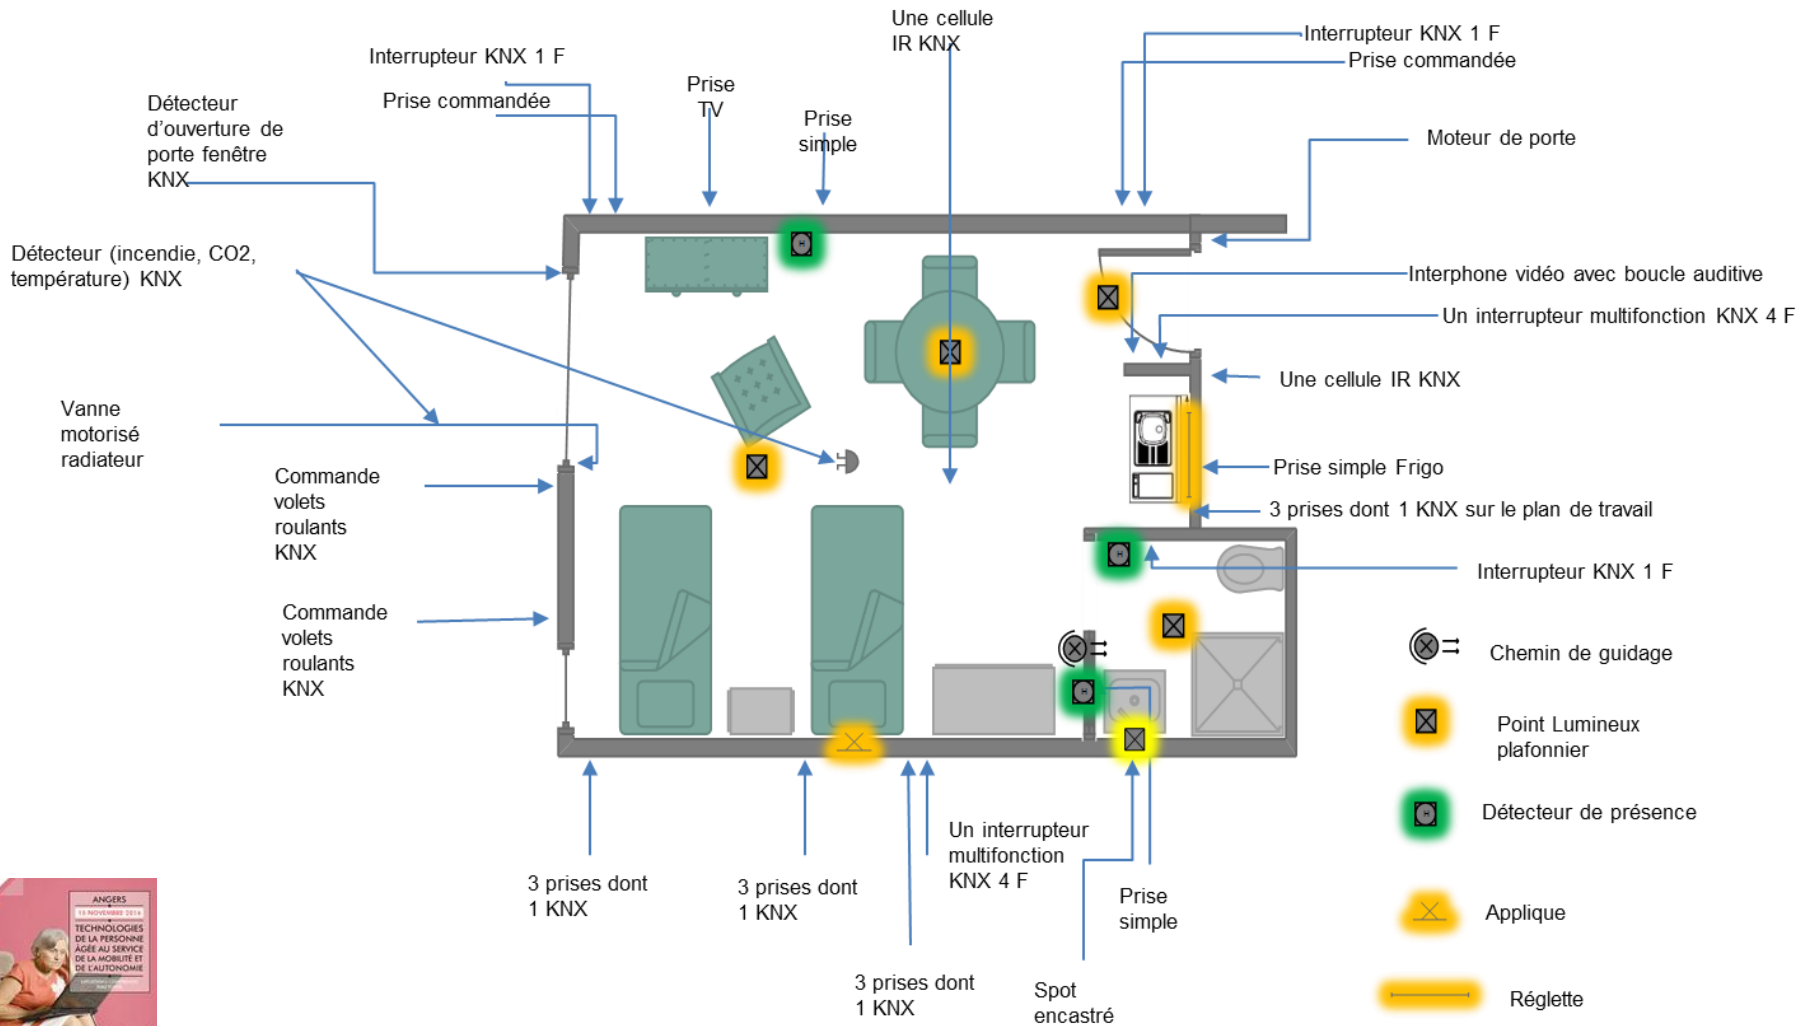 Une cellule
IR KNX
Interrupteur KNX 1 F
Prise commandée
Interrupteur KNX 1 F
Prise commandée
Prise
TV
Prise
simple
Détecteur
d'ouverture de
porte fenêtre
KNX
Moteur de porte
Détecteur (incendie, CO2,
température) KNX
Interphone vidéo avec boucle auditive
Un interrupteur multifonction KNX 4 F
Une cellule IR KNX
Vanne
motorisé
radiateur
Commande
volets
roulants
KNX
Prise simple Frigo
3 prises dont 1 KNX sur le plan de travail
Interrupteur KNX 1 F
Commande
volets
roulants
KNX
Chemin de guidage
Point Lumineux
plafonnier
Détecteur de présence
Applique
Réglette
3 prises dont
1 KNX
3 prises dont
1 KNX
Un interrupteur
multifonction
KNX 4 F
Prise
simple
3 prises dont
1 KNX
Spot
encastré
ANGERS
15 NOVEMBRE 2016
TECHNOLOGIES
DE LA PERSONNE
ÂGÉE AU SERVICE
DE LA MOBILITÉ ET
DE L'AUTONOMIE